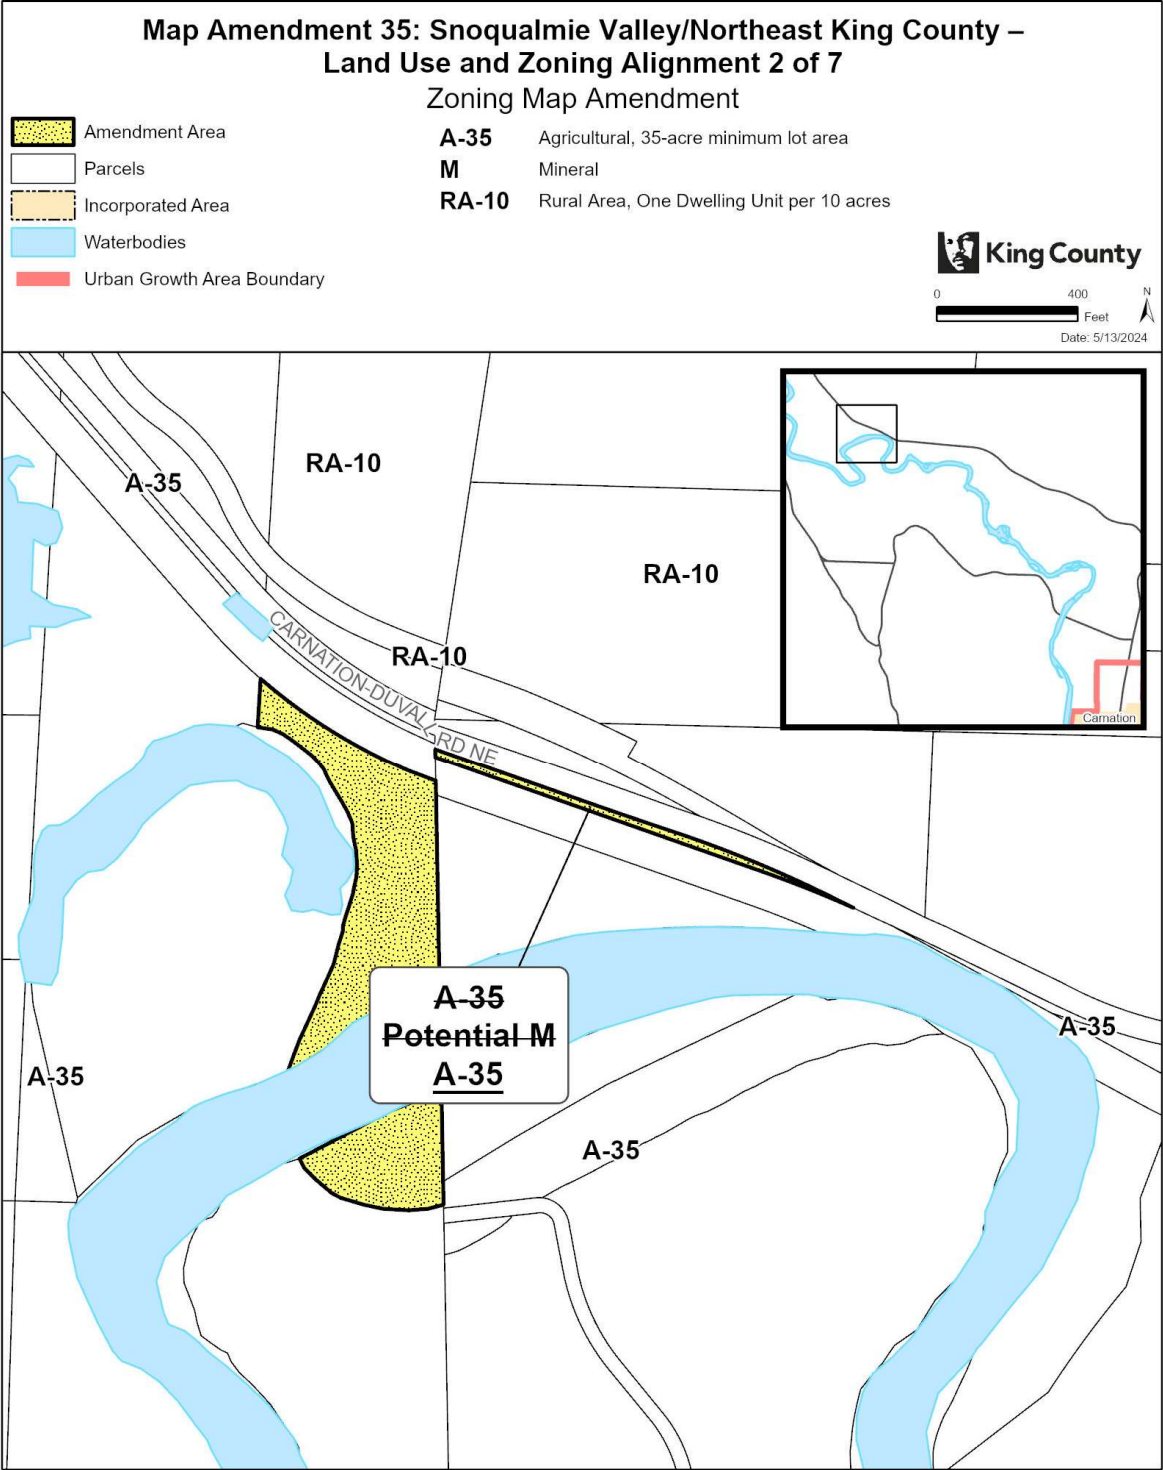 Map Amendment 35: Snoqualmie Valley/Northeast King County –
Land Use and Zoning Alignment 2 of 7
Zoning Map Amendment
Amendment Area
Parcels
Incorporated Area
Waterbodies
Urban Growth Area Boundary
A-35 Agricultural, 35-acre minimum lot area
M Mineral
RA-10 Rural Area, One Dwelling Unit per 10 acres
King County
0 400
Feet
N
Date: 5/13/2024
RA-10
A-35
RA-10
RA-10
CARNATION-DUVALL RD NE
Carnation
A-35
Potential M
A-35
A-35
A-35
A-35